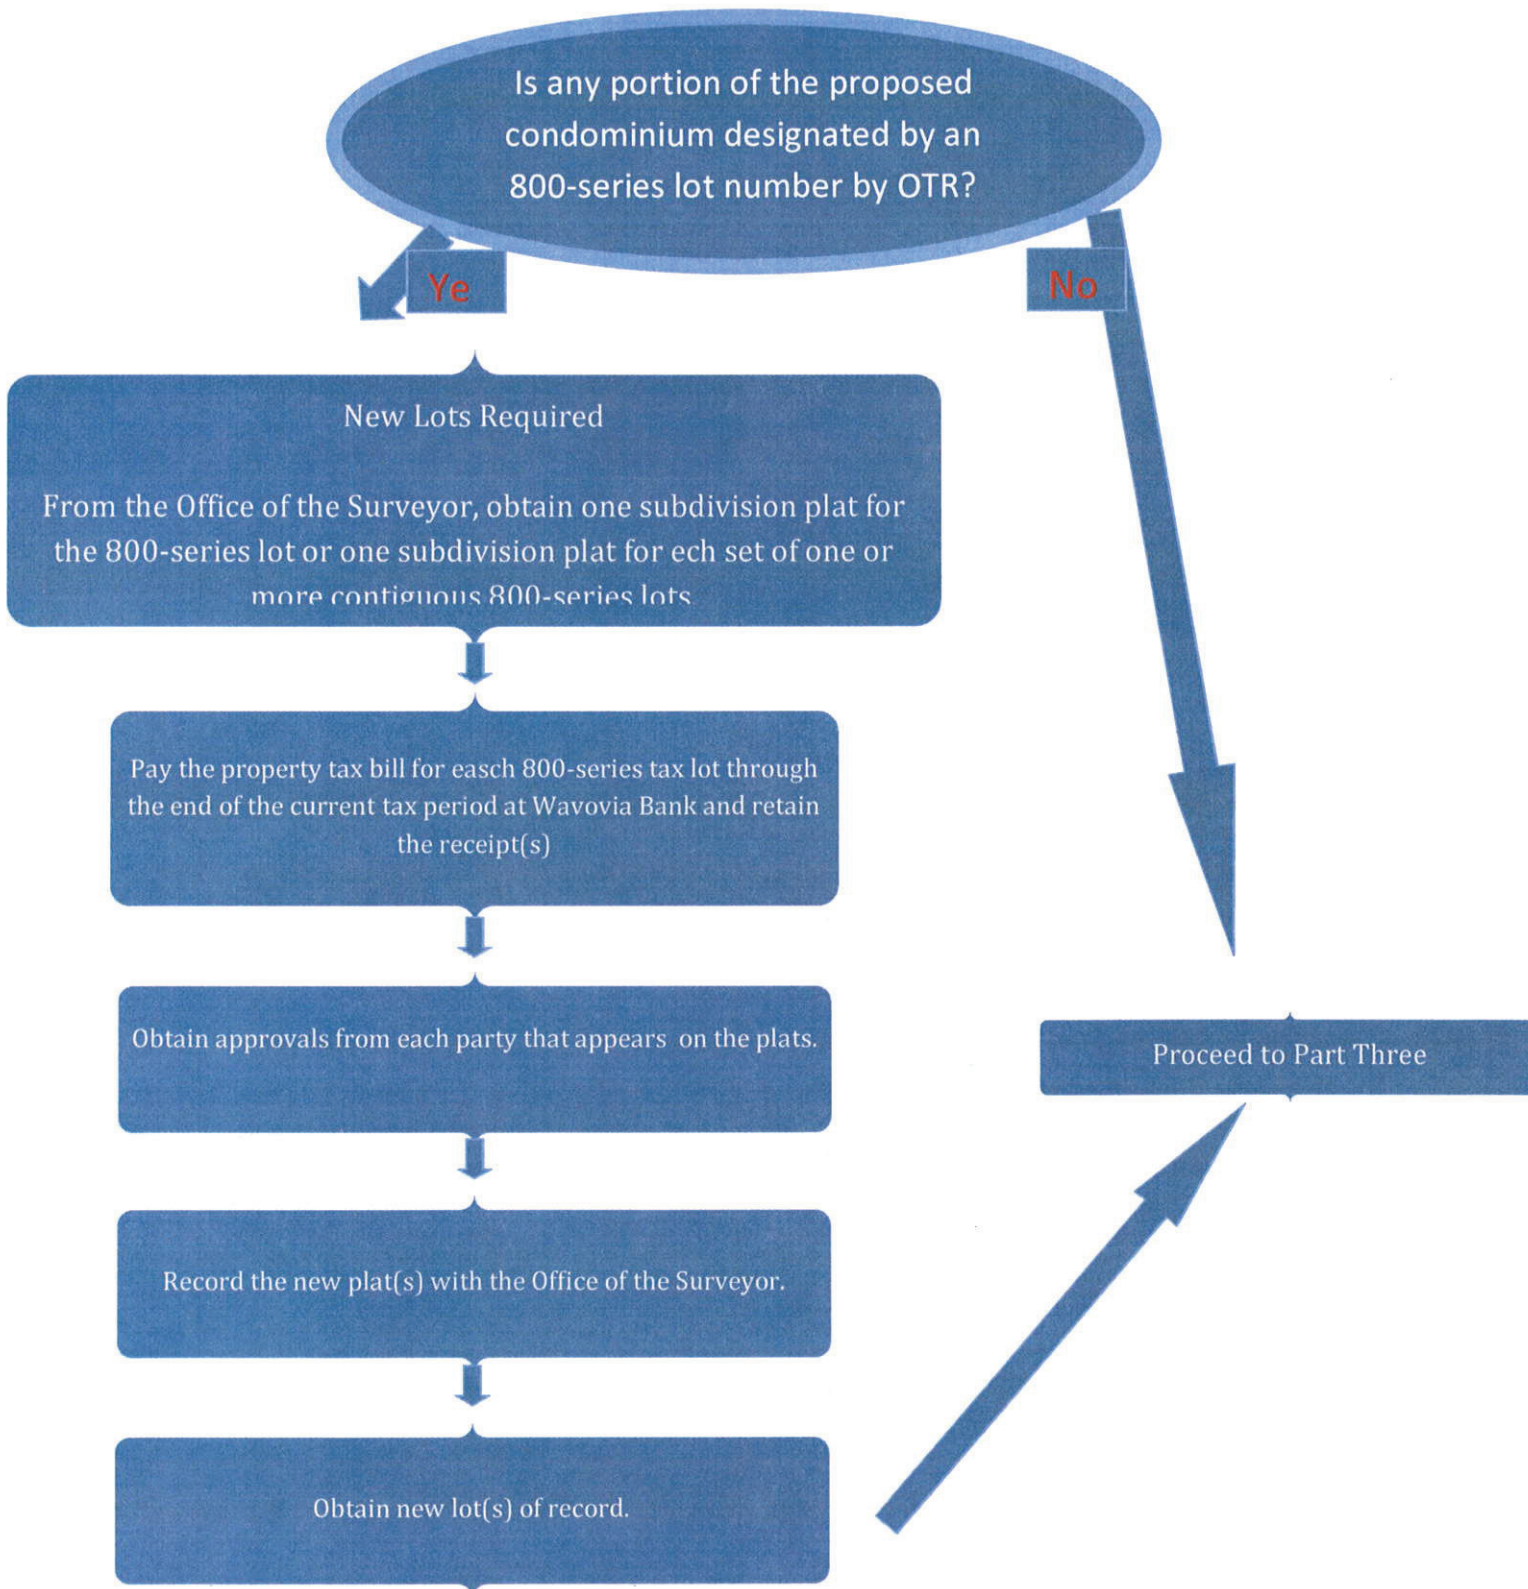 Is any portion of the proposed
condominium designated by an
800-series lot number by OTR?
Ye
No
New Lots Required
From the Office of the Surveyor, obtain one subdivision plat for
the 800-series lot or one subdivision plat for ech set of one or
more contiguous 800-series lots
Pay the property tax bill for easch 800-series tax lot through
the end of the current tax period at Wavovia Bank and retain
the receipt(s)
Obtain approvals from each party that appears on the plats.
Proceed to Part Three
Record the new plat(s) with the Office of the Surveyor.
Obtain new lot(s) of record.